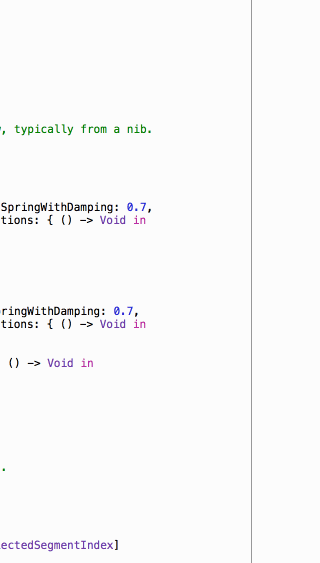 , typically from a nib.
SpringWithDamping: 0.7,
tions: { () -> Void in
ringWithDamping: 0.7,
tions: { () -> Void in
() -> Void in
.
ectedSegmentIndex]